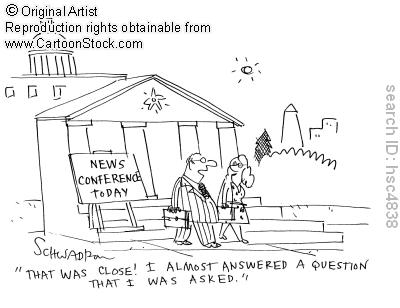 © Original Artist
Reproduction rights obtainable from
www.CartoonStock.com
NEWS
CONFERENCE
TODAY
search ID: hsc4838
SCHWADRON
"THAT WAS CLOSE! I ALMOST ANSWERED A QUESTION
THAT I WAS ASKED."